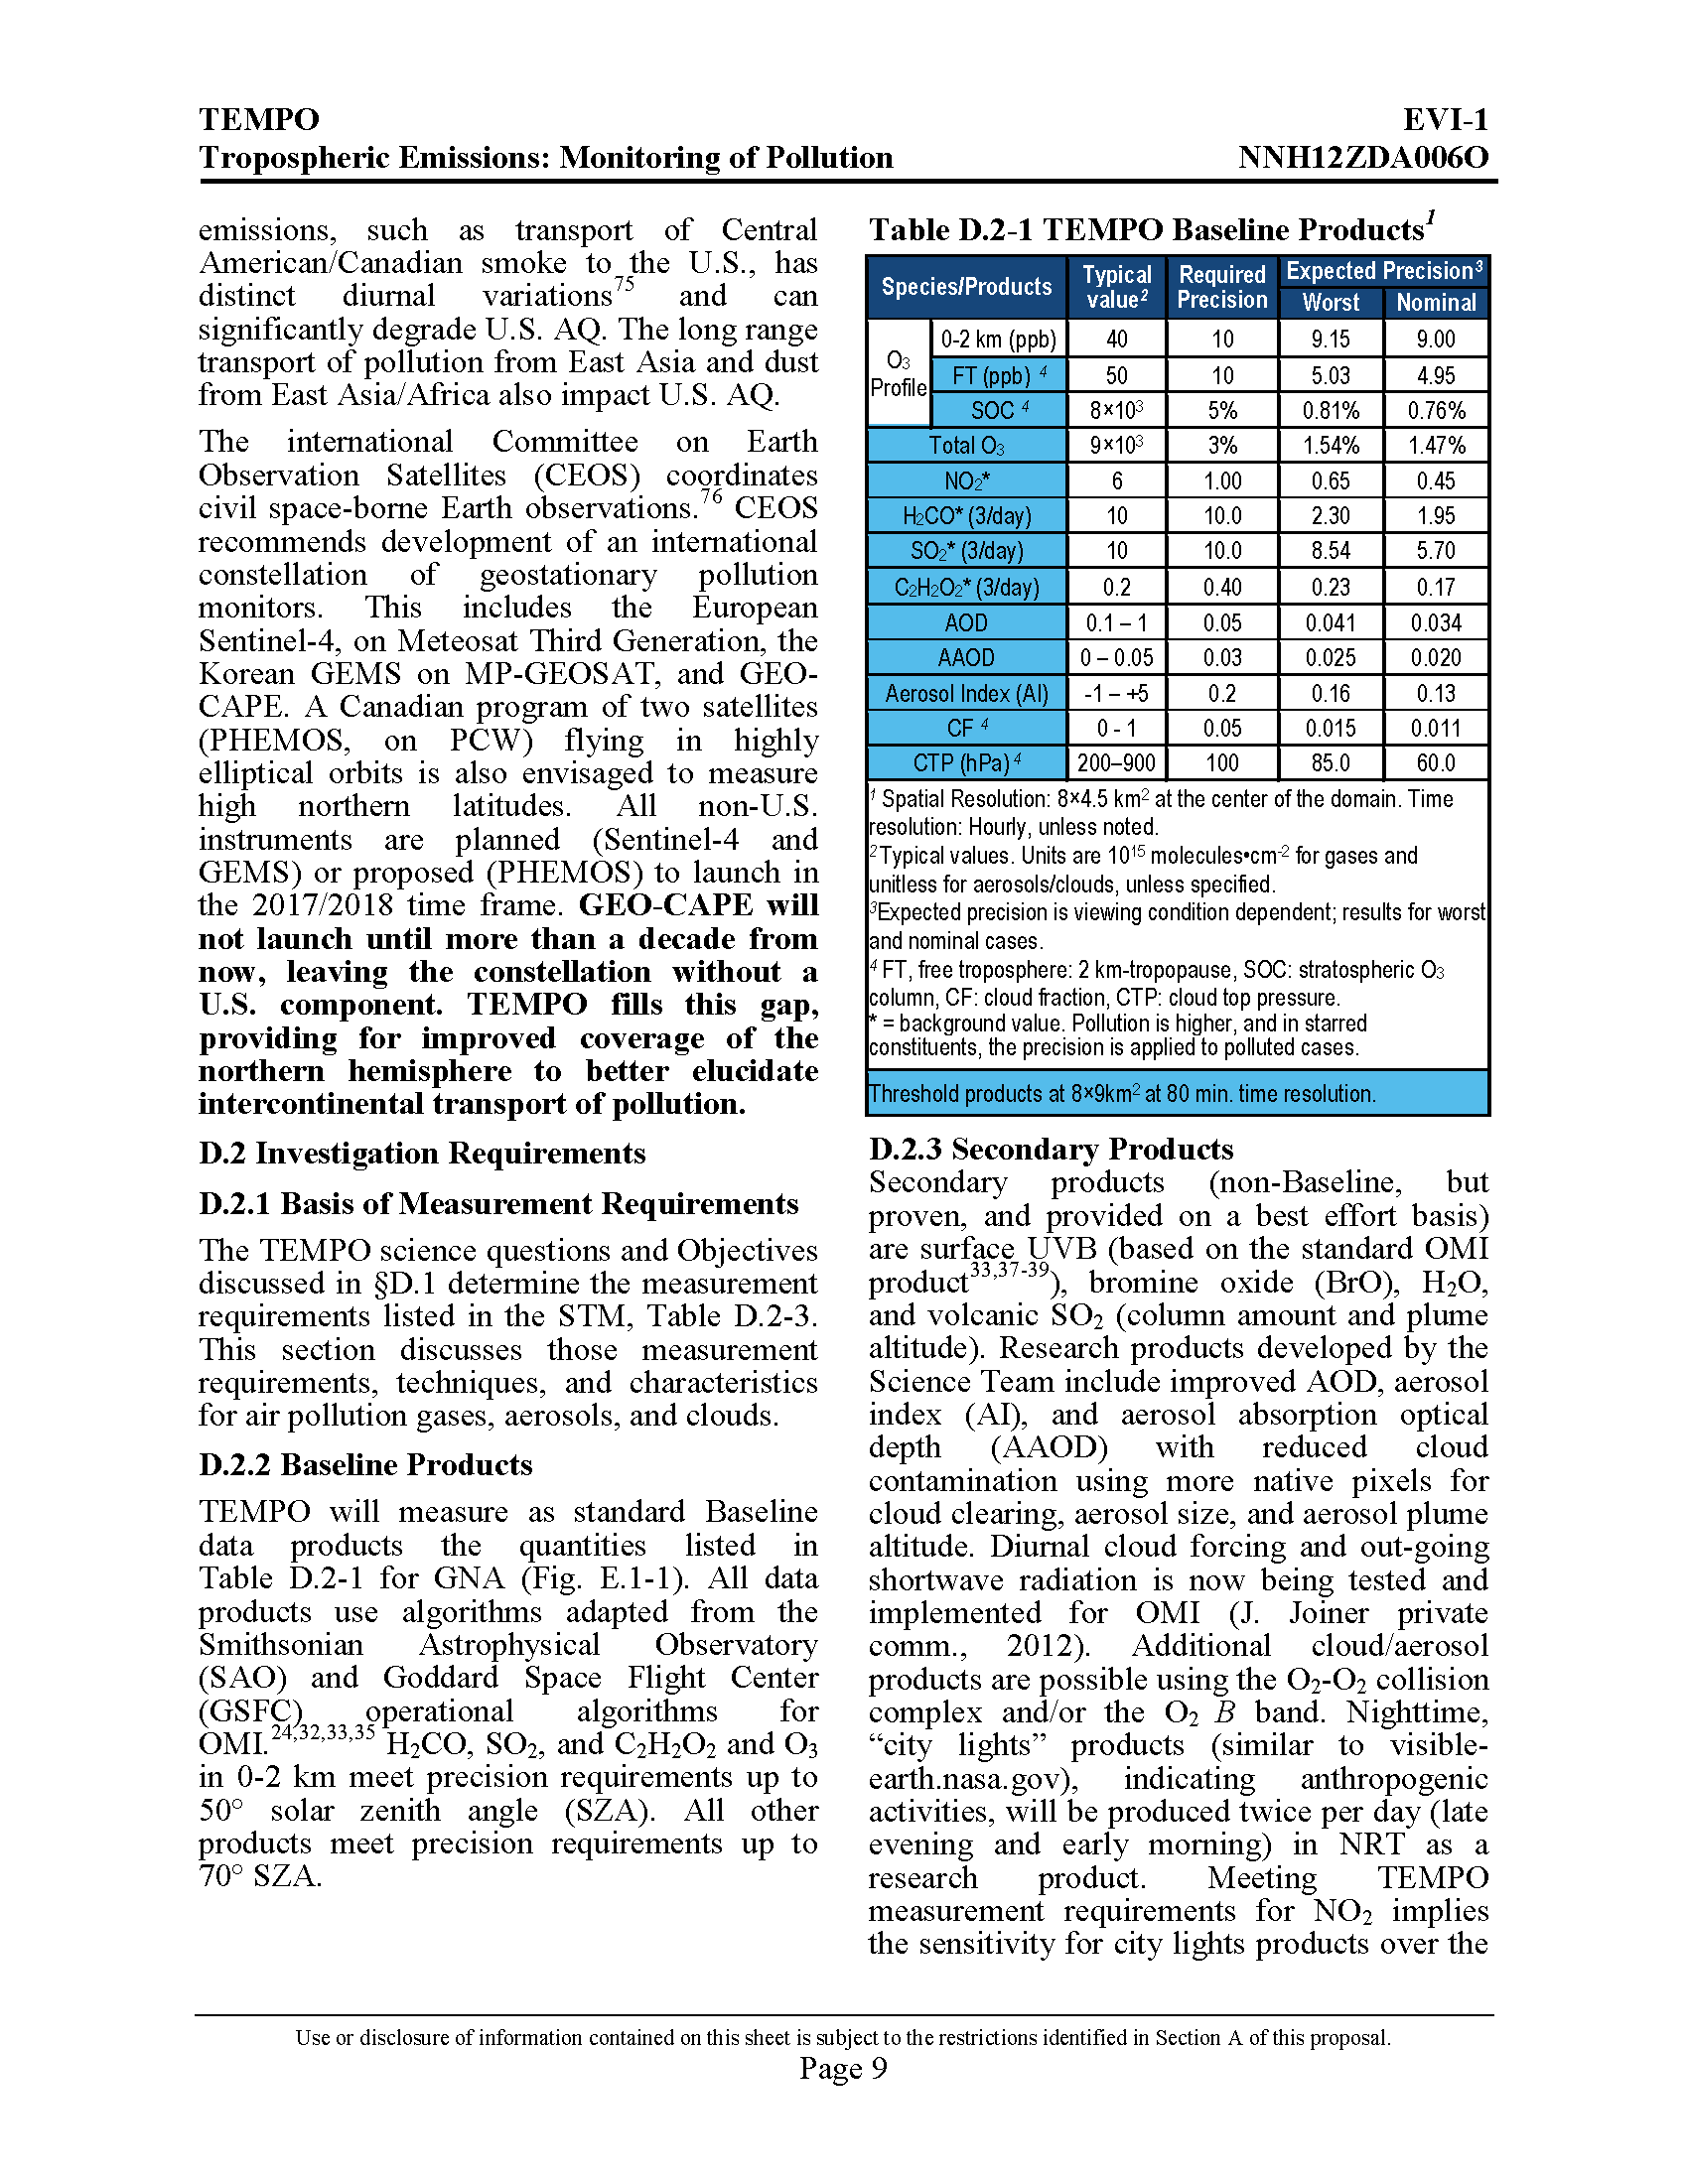 TEMPO EVI-1
Tropospheric Emissions: Monitoring of Pollution NNH12ZDA006O
emissions, such as transport of Central
American/Canadian smoke to the U.S., has
distinct diurnal variations75 and can
significantly degrade U.S. AQ. The long range
transport of pollution from East Asia and dust
from East Asia/Africa also impact U.S. AQ.
The international Committee on Earth
Observation Satellites (CEOS) coordinates
civil space-borne Earth observations.76 CEOS
recommends development of an international
constellation of geostationary pollution
monitors. This includes the European
Sentinel-4, on Meteosat Third Generation, the
Korean GEMS on MP-GEOSAT, and GEO-
CAPE. A Canadian program of two satellites
(PHEMOS, on PCW) flying in highly
elliptical orbits is also envisaged to measure
high northern latitudes. All non-U.S.
instruments are planned (Sentinel-4 and
GEMS) or proposed (PHEMOS) to launch in
the 2017/2018 time frame. GEO-CAPE will
not launch until more than a decade from
now, leaving the constellation without a
U.S. component. TEMPO fills this gap,
providing for improved coverage of the
northern hemisphere to better elucidate
intercontinental transport of pollution.
D.2 Investigation Requirements
D.2.1 Basis of Measurement Requirements
The TEMPO science questions and Objectives
discussed in §D.1 determine the measurement
requirements listed in the STM, Table D.2-3.
This section discusses those measurement
requirements, techniques, and characteristics
for air pollution gases, aerosols, and clouds.
D.2.2 Baseline Products
TEMPO will measure as standard Baseline
data products the quantities listed in
Table D.2-1 for GNA (Fig. E.1-1). All data
products use algorithms adapted from the
Smithsonian Astrophysical Observatory
(SAO) and Goddard Space Flight Center
(GSFC) operational algorithms for
OMI.24,32,33,35 H2CO, SO2, and C2H2O2 and O3
in 0-2 km meet precision requirements up to
50° solar zenith angle (SZA). All other
products meet precision requirements up to
70° SZA.
Table D.2-1 TEMPO Baseline Products1
Species/Products Typical value2 Required Precision Expected Precision3
Worst Nominal
O3 Profile 0-2 km (ppb) 40 10 9.15 9.00
FT (ppb) 4 50 10 5.03 4.95
SOC 4 8×103 5% 0.81% 0.76%
Total O3 9×103 3% 1.54% 1.47%
NO2* 6 1.00 0.65 0.45
H2CO* (3/day) 10 10.0 2.30 1.95
SO2* (3/day) 10 10.0 8.54 5.70
C2H2O2* (3/day) 0.2 0.40 0.23 0.17
AOD 0.1 – 1 0.05 0.041 0.034
AAOD 0 – 0.05 0.03 0.025 0.020
Aerosol Index (AI) -1 – +5 0.2 0.16 0.13
CF 4 0 - 1 0.05 0.015 0.011
CTP (hPa) 4 200–900 100 85.0 60.0
1 Spatial Resolution: 8×4.5 km2 at the center of the domain. Time
resolution: Hourly, unless noted.
2 Typical values. Units are 1015 molecules•cm-2 for gases and
unitless for aerosols/clouds, unless specified.
3Expected precision is viewing condition dependent; results for worst
and nominal cases.
4 FT, free troposphere: 2 km-tropopause, SOC: stratospheric O3
column, CF: cloud fraction, CTP: cloud top pressure.
* = background value. Pollution is higher, and in starred
constituents, the precision is applied to polluted cases.
Threshold products at 8×9km2 at 80 min. time resolution.
D.2.3 Secondary Products
Secondary products (non-Baseline, but
proven, and provided on a best effort basis)
are surface UVB (based on the standard OMI
product33,37-39), bromine oxide (BrO), H2O,
and volcanic SO2 (column amount and plume
altitude). Research products developed by the
Science Team include improved AOD, aerosol
index (AI), and aerosol absorption optical
depth (AAOD) with reduced cloud
contamination using more native pixels for
cloud clearing, aerosol size, and aerosol plume
altitude. Diurnal cloud forcing and out-going
shortwave radiation is now being tested and
implemented for OMI (J. Joiner private
comm., 2012). Additional cloud/aerosol
products are possible using the O2-O2 collision
complex and/or the O2 B band. Nighttime,
“city lights” products (similar to visible-
earth.nasa.gov), indicating anthropogenic
activities, will be produced twice per day (late
evening and early morning) in NRT as a
research product. Meeting TEMPO
measurement requirements for NO2 implies
the sensitivity for city lights products over the
Use or disclosure of information contained on this sheet is subject to the restrictions identified in Section A of this proposal.
Page 9